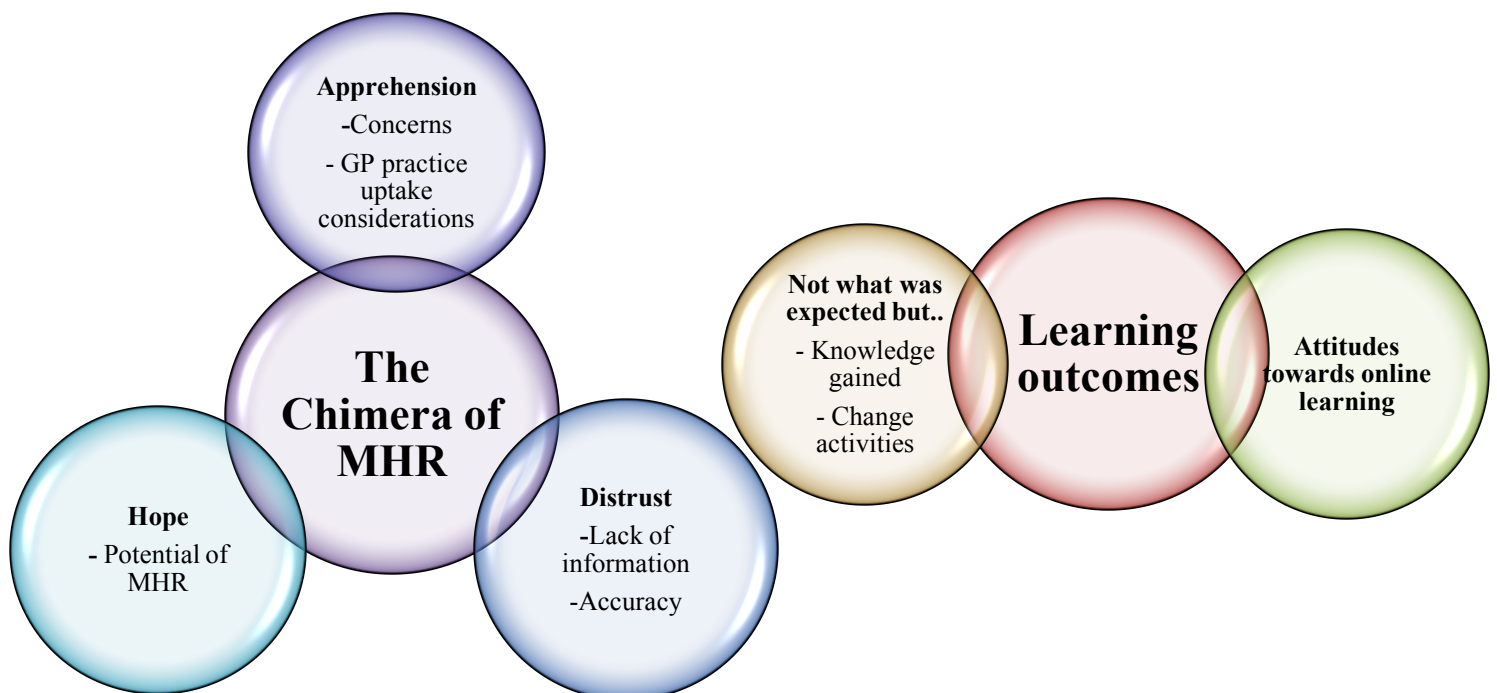 Apprehension
-Concerns
- GP practice
uptake
considerations
The
Chimera of
MHR
Hope
- Potential of
MHR
Distrust
-Lack of
information
-Accuracy
Not what was
expected but..
- Knowledge
gained
- Change
activities
Learning
outcomes
Attitudes
towards online
learning